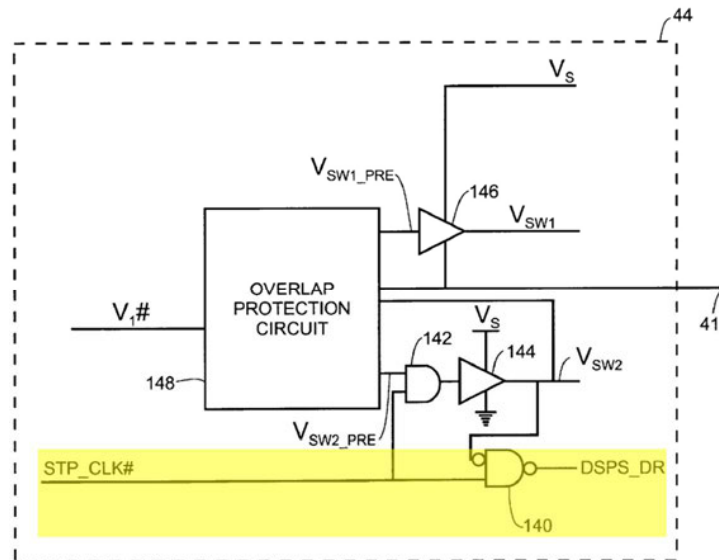 44
VS
VSW1_PRE
146
VSW1
OVERLAP
PROTECTION
CIRCUIT
41
V1#
VS
142
144
148
VSW2
VSW2_PRE
STP_CLK#
DSPS_DR
140